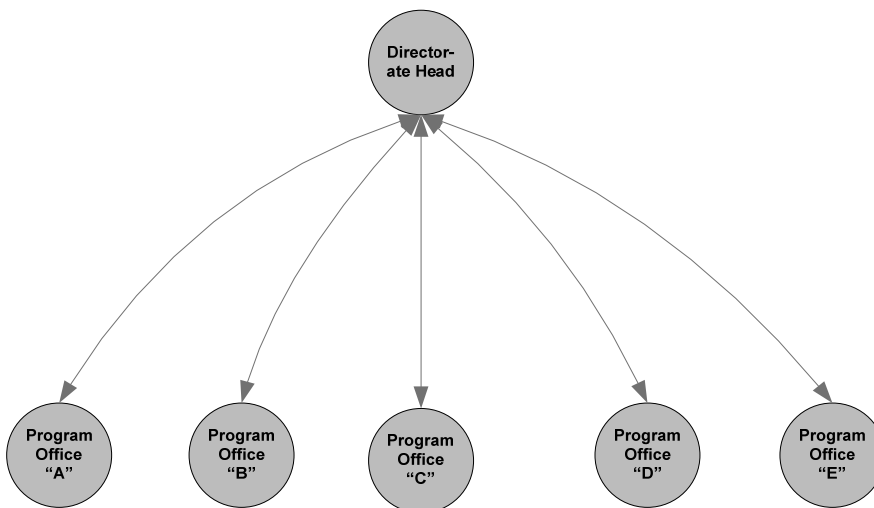 Director-
ate Head
Program
Office
“A”
Program
Office
“B”
Program
Office
“C”
Program
Office
“D”
Program
Office
“E”